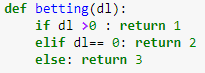 def betting(dl):
    if dl >0 : return 1
    elif dl== 0: return 2
    else: return 3